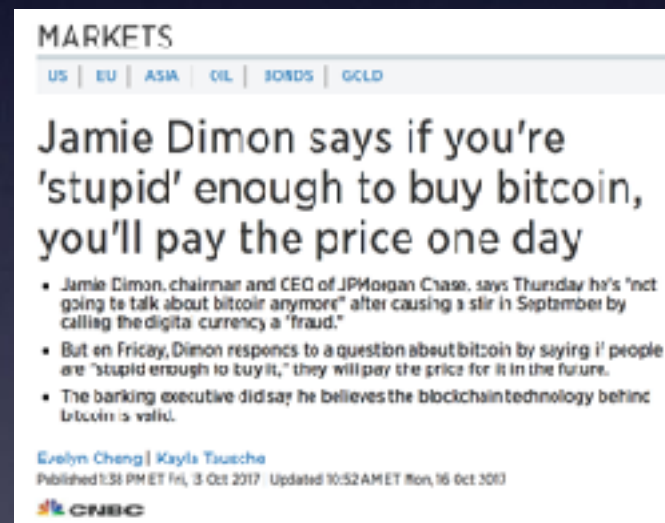 MARKETS
US | EU | ASIA | OIL | BONDS | GOLD
Jamie Dimon says if you're
'stupid' enough to buy bitcoin,
you'll pay the price one day
• Jamie Dimon, chairman and CEO of JPMorgan Chase, says Thursday he's "not
going to talk about bitcoin anymore" after causing a stir in September by
calling the digital currency a "fraud."
• But on Friday, Dimon responds to a question about bitcoin by saying if people
are "stupid enough to buy it," they will pay the price for it in the future.
• The banking executive did say he believes the blockchain technology behind
bitcoin is valid.
Evelyn Cheng | Kayla Tausche
Published 1:38 PM ET Fri, 13 Oct 2017 Updated 10:52 AM ET Mon, 16 Oct 2017
CNBC